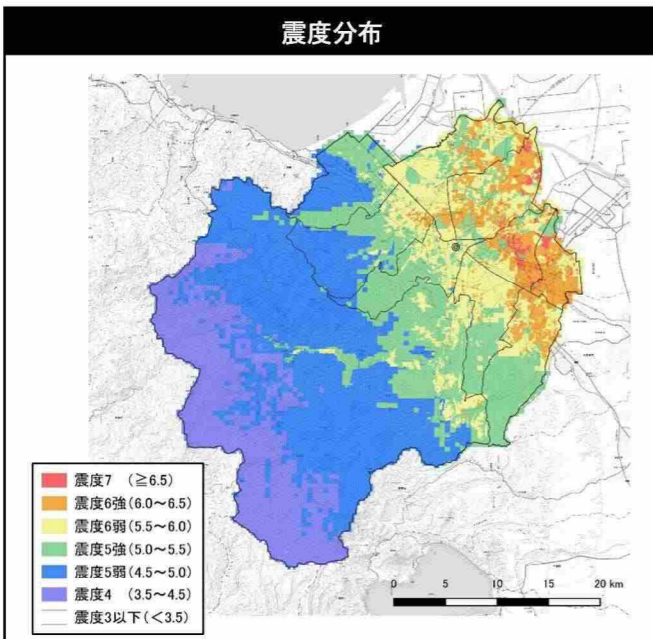 震度分布
震度7 (≧6.5)
震度6強(6.0～6.5)
震度6弱(5.5～6.0)
震度5強(5.0～5.5)
震度5弱(4.5～5.0)
震度4 (3.5～4.5)
震度3以下(＜3.5)
0 5 10 15 20 km